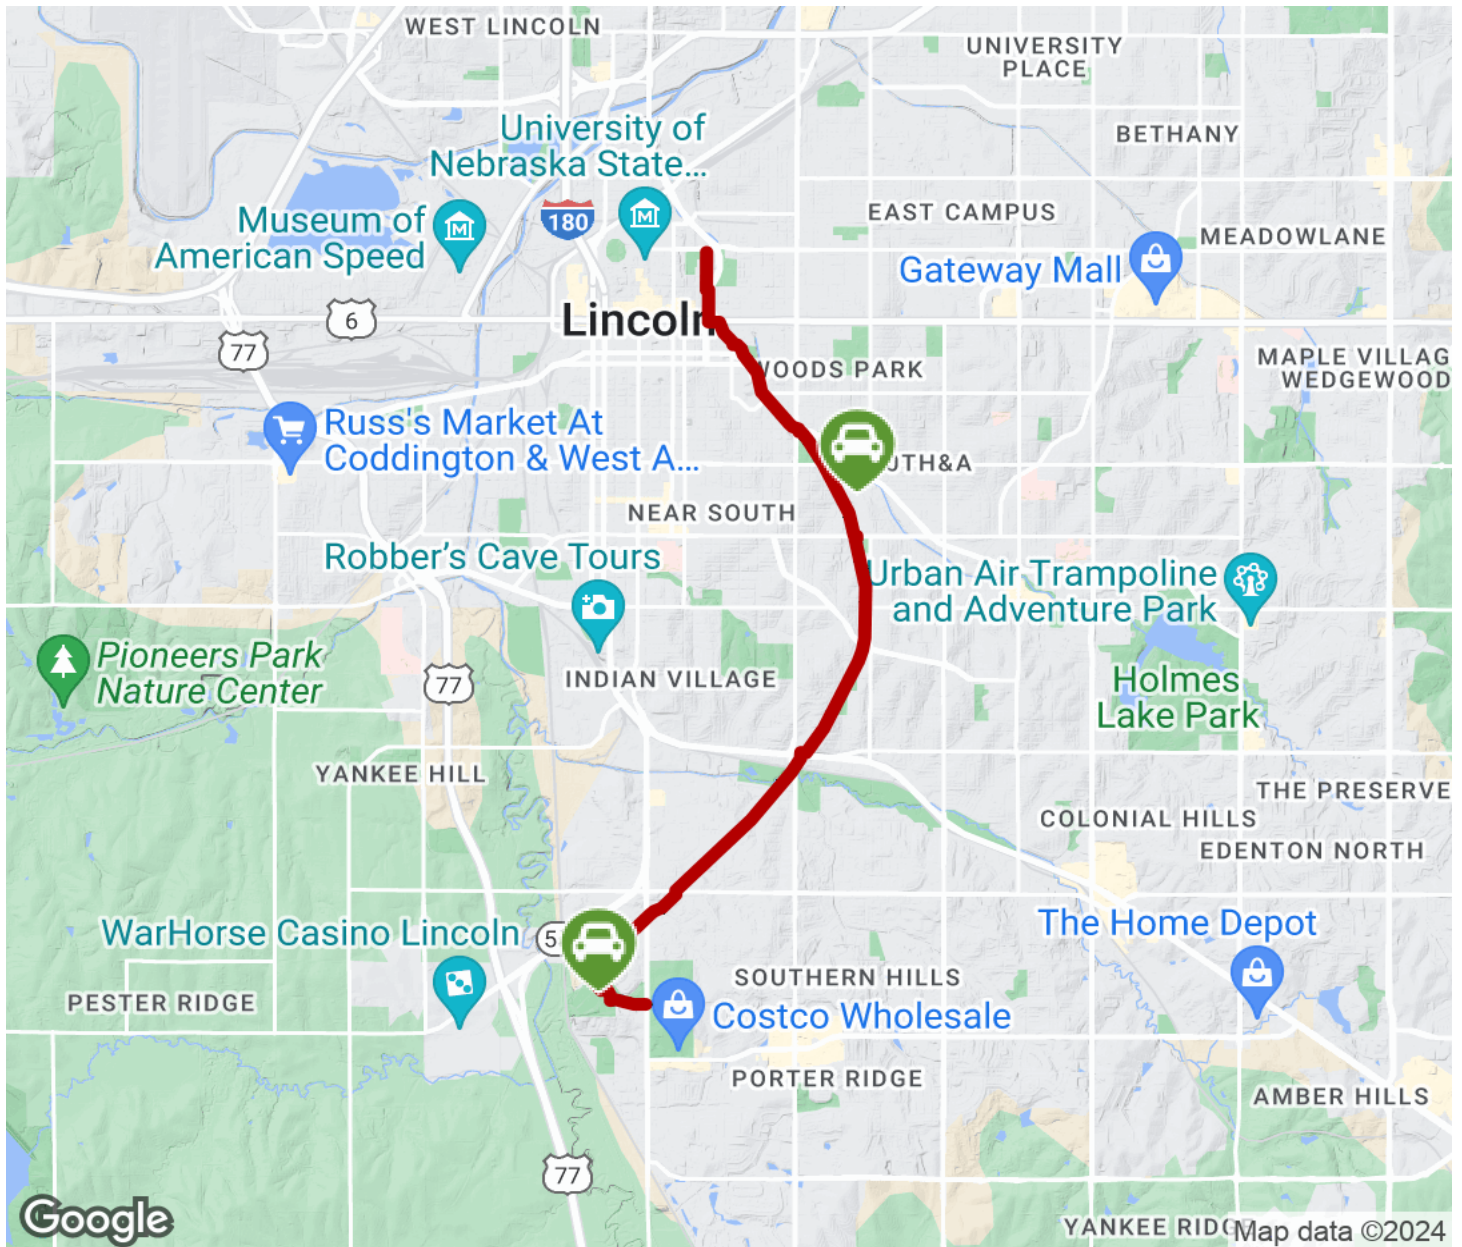 WEST LINCOLN
UNIVERSITY
PLACE
University of
Nebraska State...
BETHANY
Museum of
American Speed
180
EAST CAMPUS
MEADOWLANE
Gateway Mall
6
Lincoln
77
WOODS PARK
MAPLE VILLAG
WEDGEWOOD
Russ's Market At
Coddington & West A...
UTH&A
NEAR SOUTH
Robber's Cave Tours
Urban Air Trampoline
and Adventure Park
Pioneers Park
Nature Center
77
INDIAN VILLAGE
Holmes
Lake Park
YANKEE HILL
THE PRESERVE
COLONIAL HILLS
EDENTON NORTH
WarHorse Casino Lincoln
5
The Home Depot
SOUTHERN HILLS
PESTER RIDGE
Costco Wholesale
PORTER RIDGE
AMBER HILLS
77
Google
YANKEE RIDG
Map data ©2024